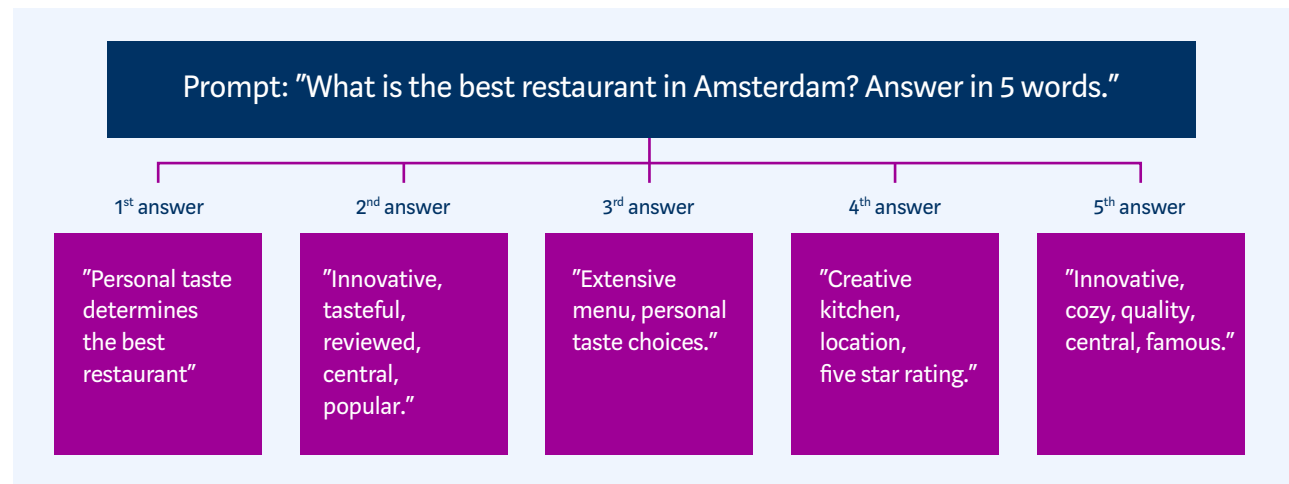 Prompt: "What is the best restaurant in Amsterdam? Answer in 5 words."
1st answer
"Personal taste
determines
the best
restaurant"
2nd answer
"Innovative,
tasteful,
reviewed,
central,
popular."
3rd answer
"Extensive
menu, personal
taste choices."
4th answer
"Creative
kitchen,
location,
five star rating."
5th answer
"Innovative,
cozy, quality,
central, famous."